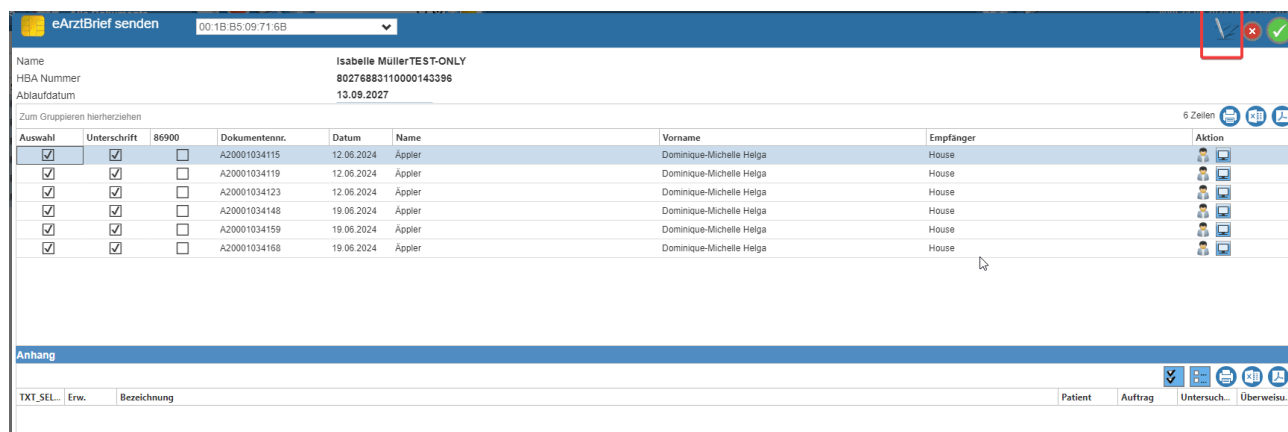 eArztBrief senden 00:1B:B5:09:71:6B
Name Isabelle MüllerTEST-ONLY
HBA Nummer 80276883110000143396
Ablaufdatum 13.09.2027
Zum Gruppieren hierherziehen 6 Zeilen
Auswahl Unterschrift 86900 Dokumentennr. Datum Name Vorname Empfänger Aktion
A20001034115 12.06.2024 Äppler Dominique-Michelle Helga House
A20001034119 12.06.2024 Äppler Dominique-Michelle Helga House
A20001034123 12.06.2024 Äppler Dominique-Michelle Helga House
A20001034148 19.06.2024 Äppler Dominique-Michelle Helga House
A20001034159 19.06.2024 Äppler Dominique-Michelle Helga House
A20001034168 19.06.2024 Äppler Dominique-Michelle Helga House
Anhang
TXT_SEL... Erw. Bezeichnung Patient Auftrag Untersuch... Überweisu...